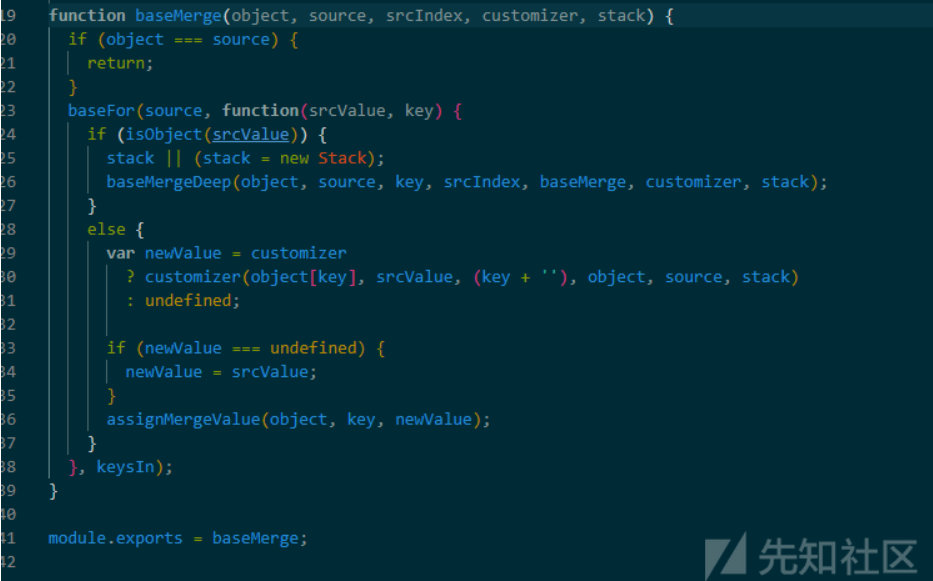 19 function baseMerge(object, source, srcIndex, customizer, stack) {
20   if (object === source) {
21     return;
22   }
23   baseFor(source, function(srcValue, key) {
24     if (isObject(srcValue)) {
25       stack || (stack = new Stack);
26       baseMergeDeep(object, source, key, srcIndex, baseMerge, customizer, stack);
27     }
28     else {
29       var newValue = customizer
30         ? customizer(object[key], srcValue, (key + ''), object, source, stack)
31         : undefined;
32
33       if (newValue === undefined) {
34         newValue = srcValue;
35       }
36       assignMergeValue(object, key, newValue);
37     }
38   }, keysIn);
39 }
40
41 module.exports = baseMerge;
42
先知社区